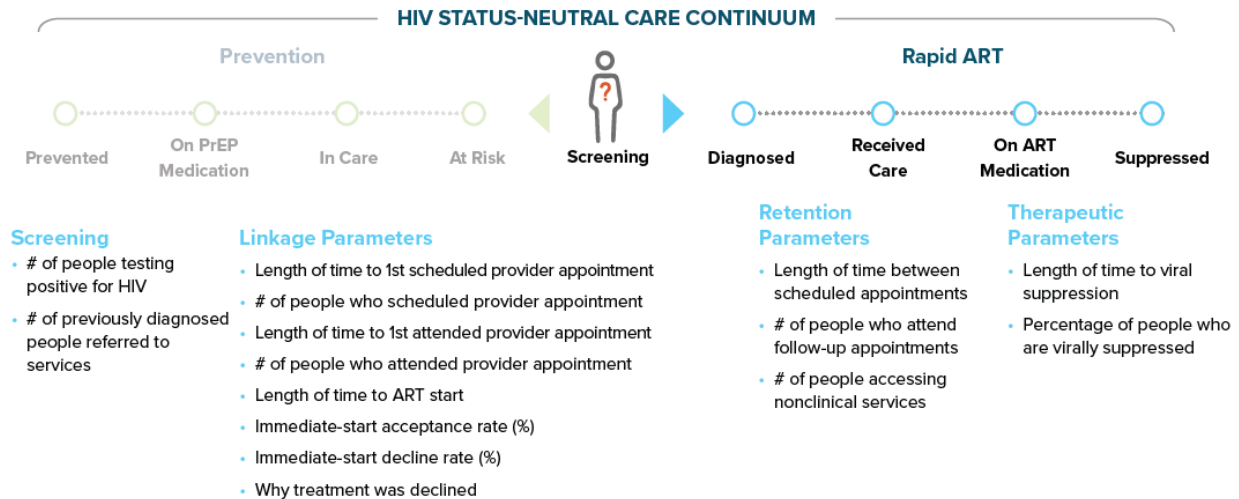 HIV STATUS-NEUTRAL CARE CONTINUUM
Prevention
Rapid ART
?
Prevented
On PrEP
Medication
In Care
At Risk
Screening
Diagnosed
Received
Care
On ART
Medication
Suppressed
Screening
• # of people testing
positive for HIV
• # of previously diagnosed
people referred to
services
Linkage Parameters
• Length of time to 1st scheduled provider appointment
• # of people who scheduled provider appointment
• Length of time to 1st attended provider appointment
• # of people who attended provider appointment
• Length of time to ART start
• Immediate-start acceptance rate (%)
• Immediate-start decline rate (%)
• Why treatment was declined
Retention
Parameters
• Length of time between
scheduled appointments
• # of people who attend
follow-up appointments
• # of people accessing
nonclinical services
Therapeutic
Parameters
• Length of time to viral
suppression
• Percentage of people who
are virally suppressed